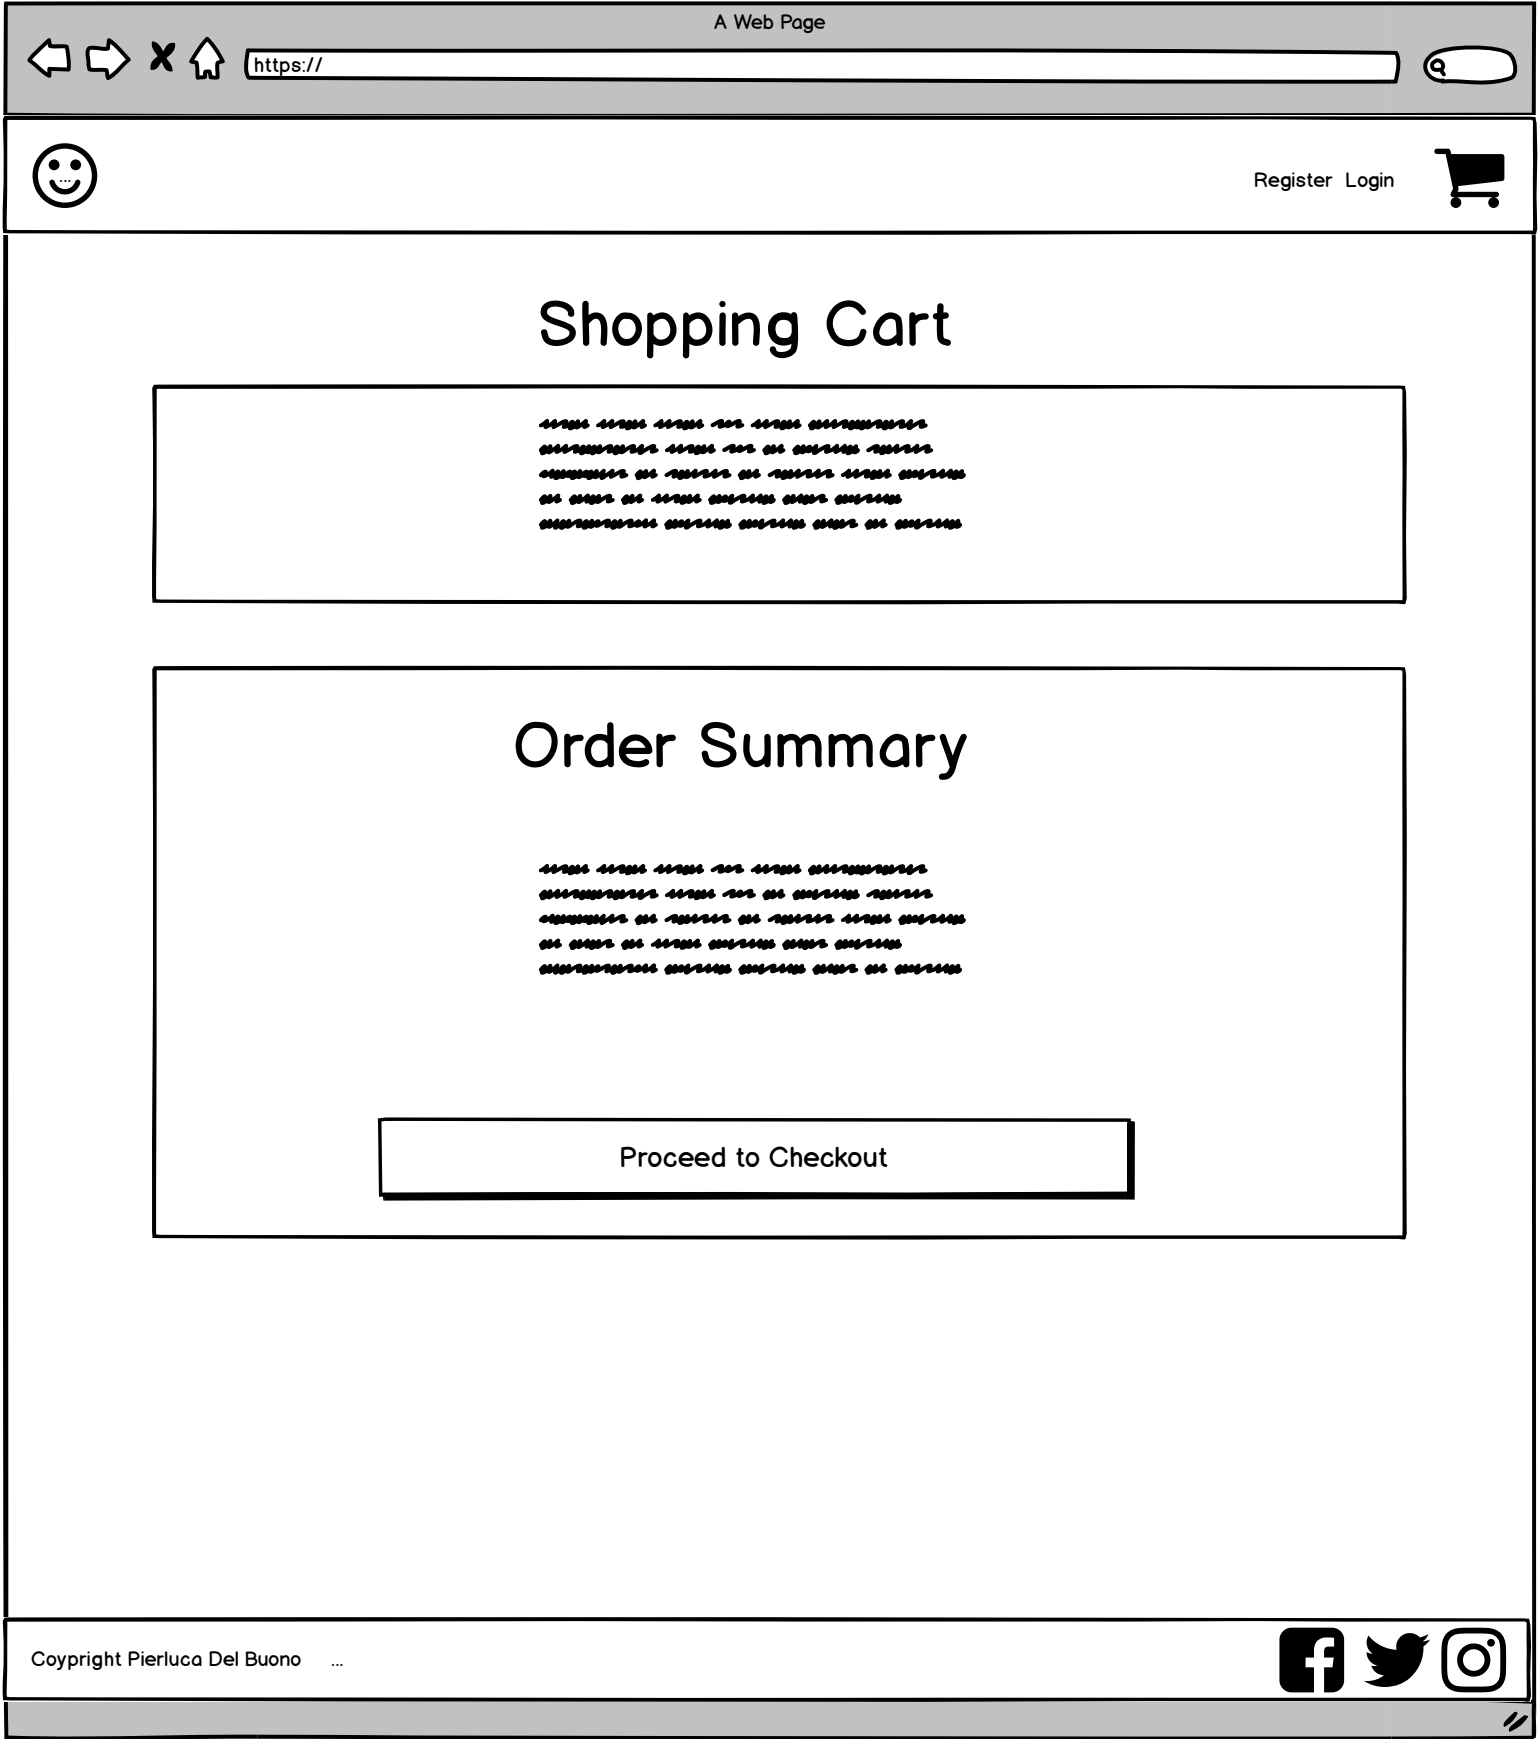 A Web Page
https://
Register Login
Shopping Cart
Order Summary
Proceed to Checkout
Coypright Pierluca Del Buono ...